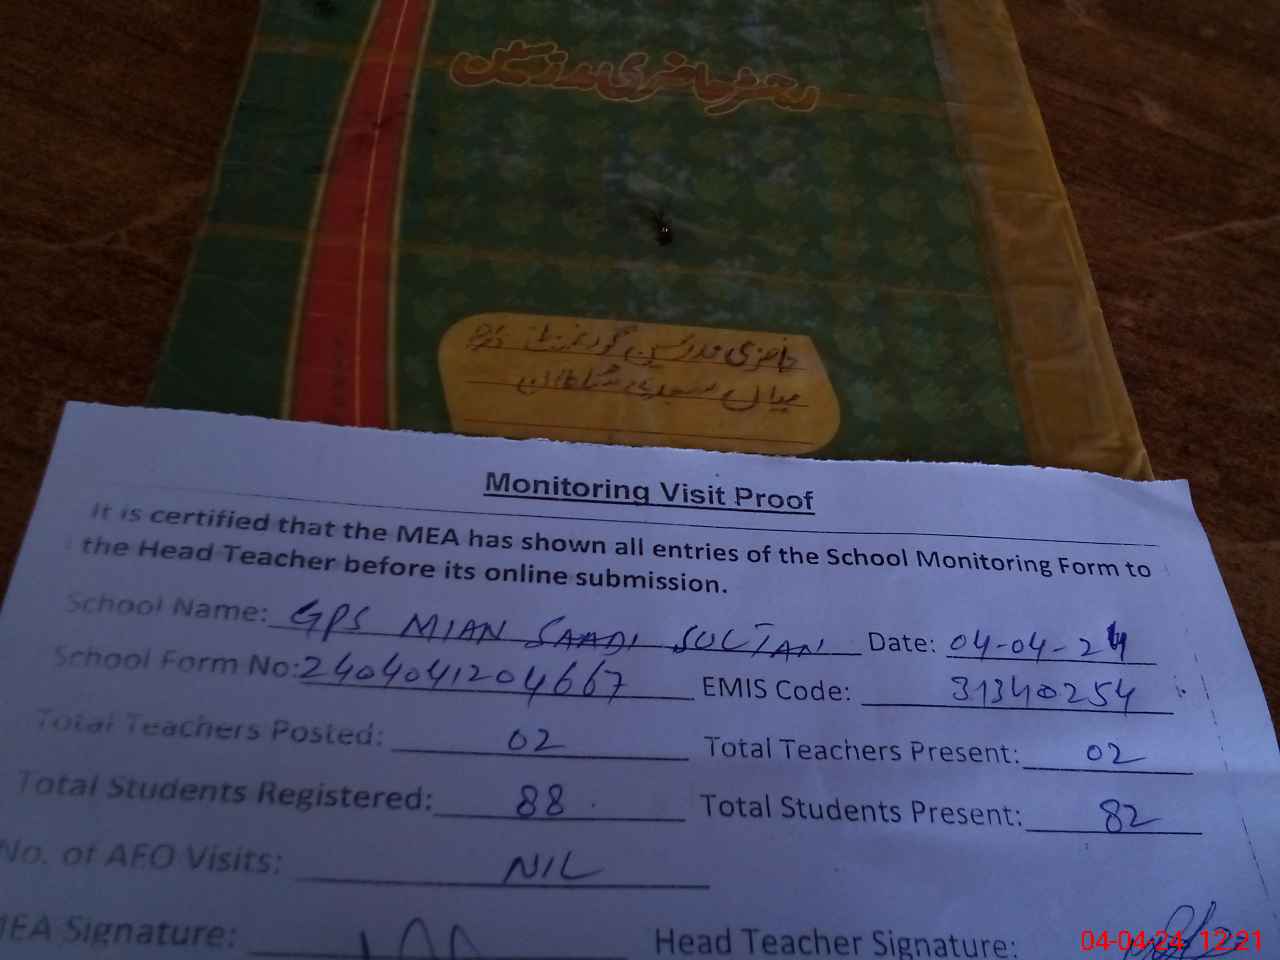 رجسٹر حاضری مدرسین
حاضری مدرسین گورنمنٹ
میاں سعدی سلطان
Monitoring Visit Proof
It is certified that the MEA has shown all entries of the School Monitoring Form to
the Head Teacher before its online submission.
School Name: GPS MIAN SAADI SULTAN Date: 04-04-24
School Form No: 2404041204667 EMIS Code: 31340254
Total Teachers Posted: 02 Total Teachers Present: 02
Total Students Registered: 88 Total Students Present: 82
No. of AEO Visits: NIL
MEA Signature: Head Teacher Signature:
04-04-24 12:21